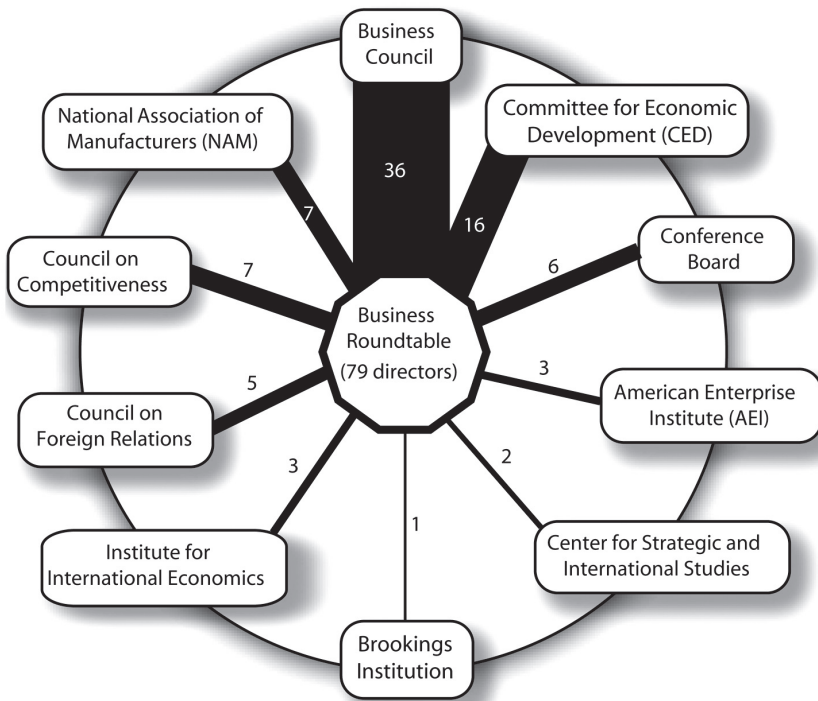 Business
Council
National Association of
Manufacturers (NAM)
Committee for Economic
Development (CED)
36
7
16
Council on
Competitiveness
7
6
Conference
Board
Business
Roundtable
(79 directors)
Council on
Foreign Relations
5
3
American Enterprise
Institute (AEI)
3
2
1
Institute for
International Economics
Center for Strategic and
International Studies
Brookings
Institution